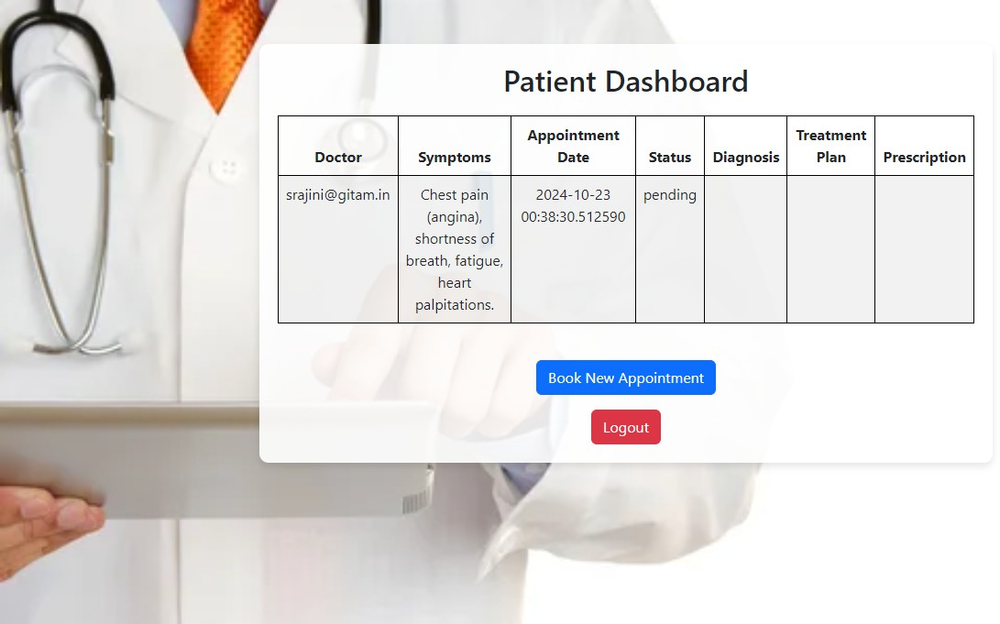 Patient Dashboard
Doctor
Symptoms
Appointment
Date
Status
Diagnosis
Treatment
Plan
Prescription
srajini@gitam.in
Chest pain
(angina),
shortness of
breath, fatigue,
heart
palpitations.
2024-10-23
00:38:30.512590
pending
Book New Appointment
Logout